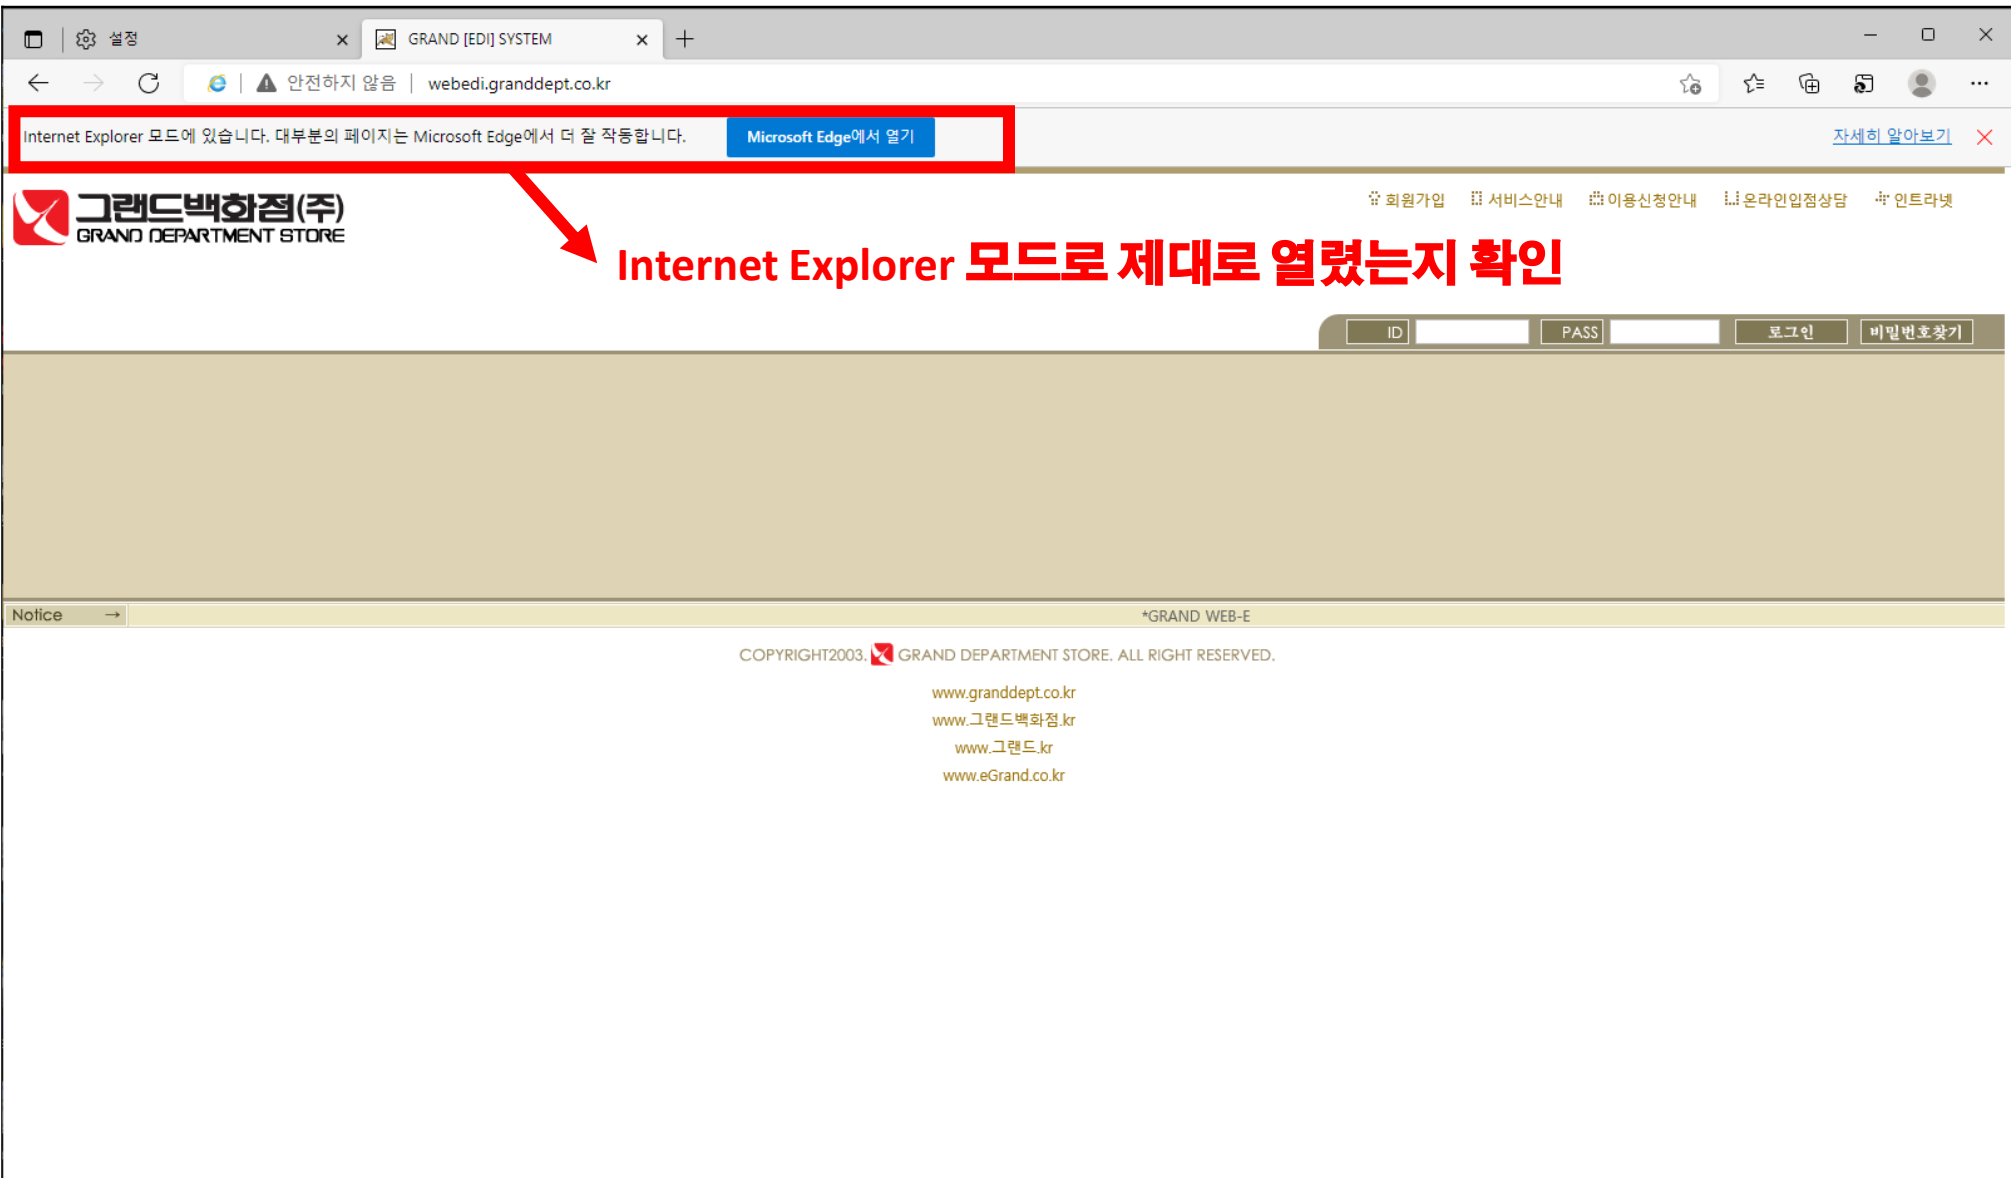 설정
GRAND [EDI] SYSTEM
안전하지 않음 | webedi.granddept.co.kr
Internet Explorer 모드에 있습니다. 대부분의 페이지는 Microsoft Edge에서 더 잘 작동합니다. Microsoft Edge에서 열기 자세히 알아보기
그랜드백화점(주)
GRAND DEPARTMENT STORE
회원가입 서비스안내 이용신청안내 온라인입점상담 인트라넷
Internet Explorer 모드로 제대로 열렸는지 확인
ID PASS 로그인 비밀번호찾기
Notice → *GRAND WEB-E
COPYRIGHT2003. GRAND DEPARTMENT STORE. ALL RIGHT RESERVED.
www.granddept.co.kr
www.그랜드백화점.kr
www.그랜드.kr
www.eGrand.co.kr